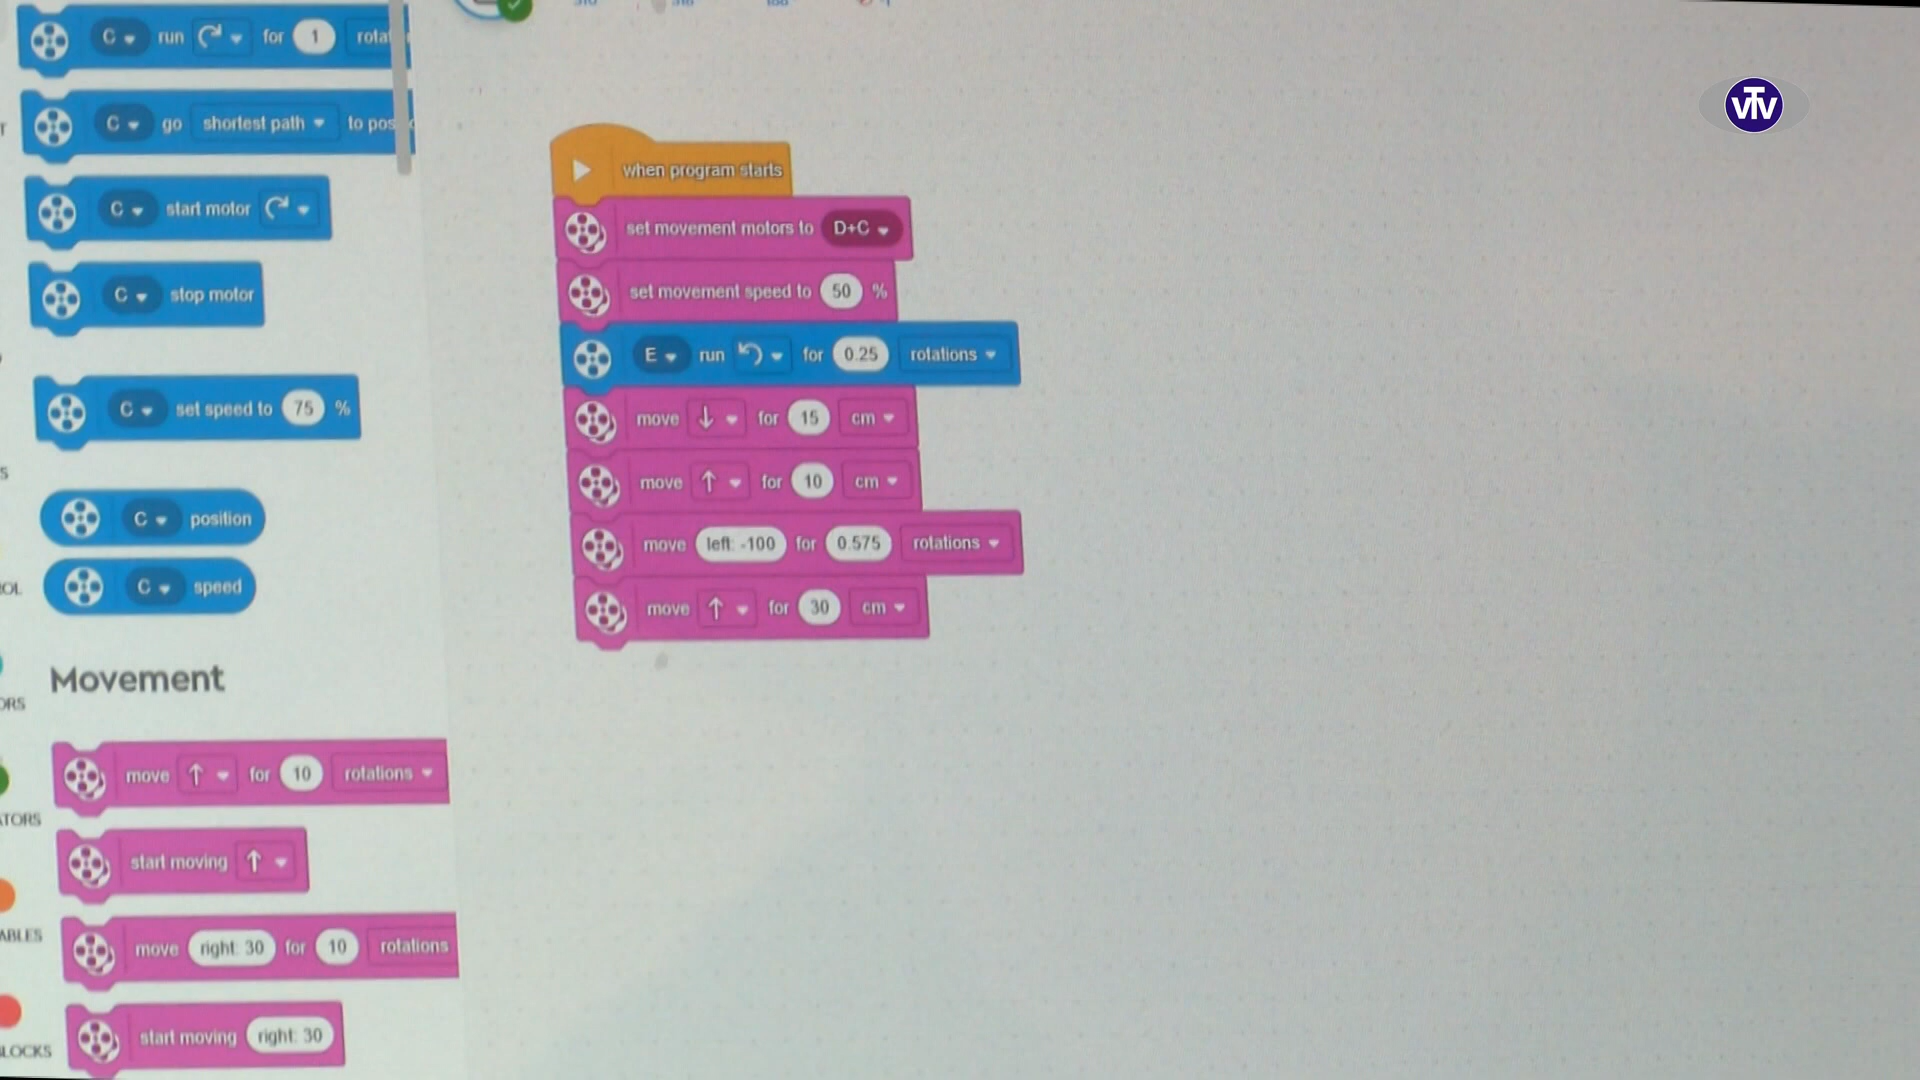 C run for 1 rota
C go shortest path to pos
C start motor
C stop motor
C set speed to 75 %
C position
C speed
Movement
move for 10 rotations
start moving
move right: 30 for 10 rotations
start moving right: 30
when program starts
set movement motors to D+C
set movement speed to 50 %
E run for 0.25 rotations
move for 15 cm
move for 10 cm
move left: -100 for 0.575 rotations
move for 30 cm
VTV